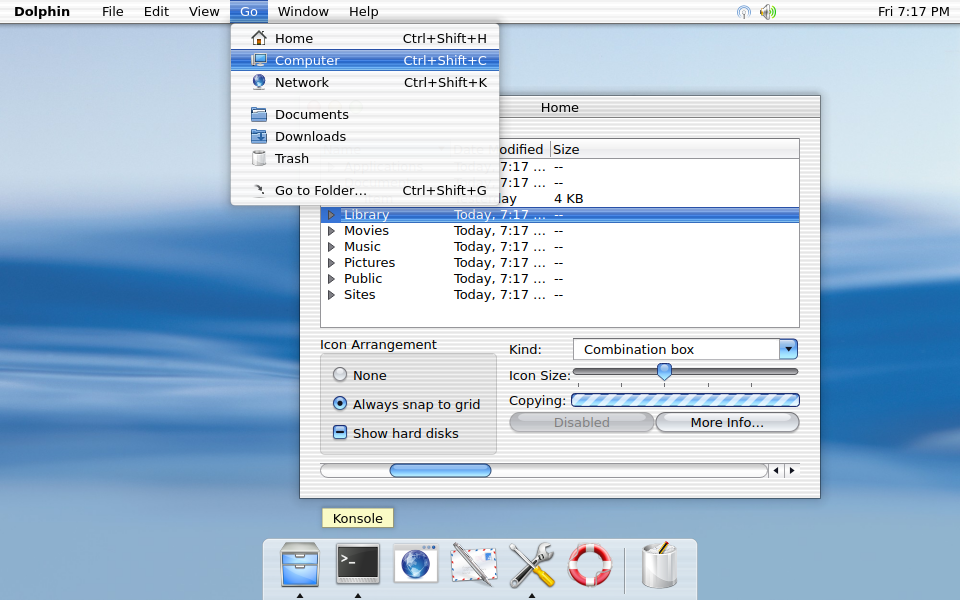 Dolphin File Edit View Go Window Help Fri 7:17 PM
Home Ctrl+Shift+H
Computer Ctrl+Shift+C
Network Ctrl+Shift+K
Documents
Downloads
Trash
Go to Folder... Ctrl+Shift+G
Home
odified Size
7:17 ... --
7:17 ... --
ay 4 KB
Library Today, 7:17 ... --
Movies Today, 7:17 ... --
Music Today, 7:17 ... --
Pictures Today, 7:17 ... --
Public Today, 7:17 ... --
Sites Today, 7:17 ... --
Icon Arrangement
None
Always snap to grid
Show hard disks
Kind: Combination box
Icon Size:
Copying:
Disabled More Info...
Konsole
>_